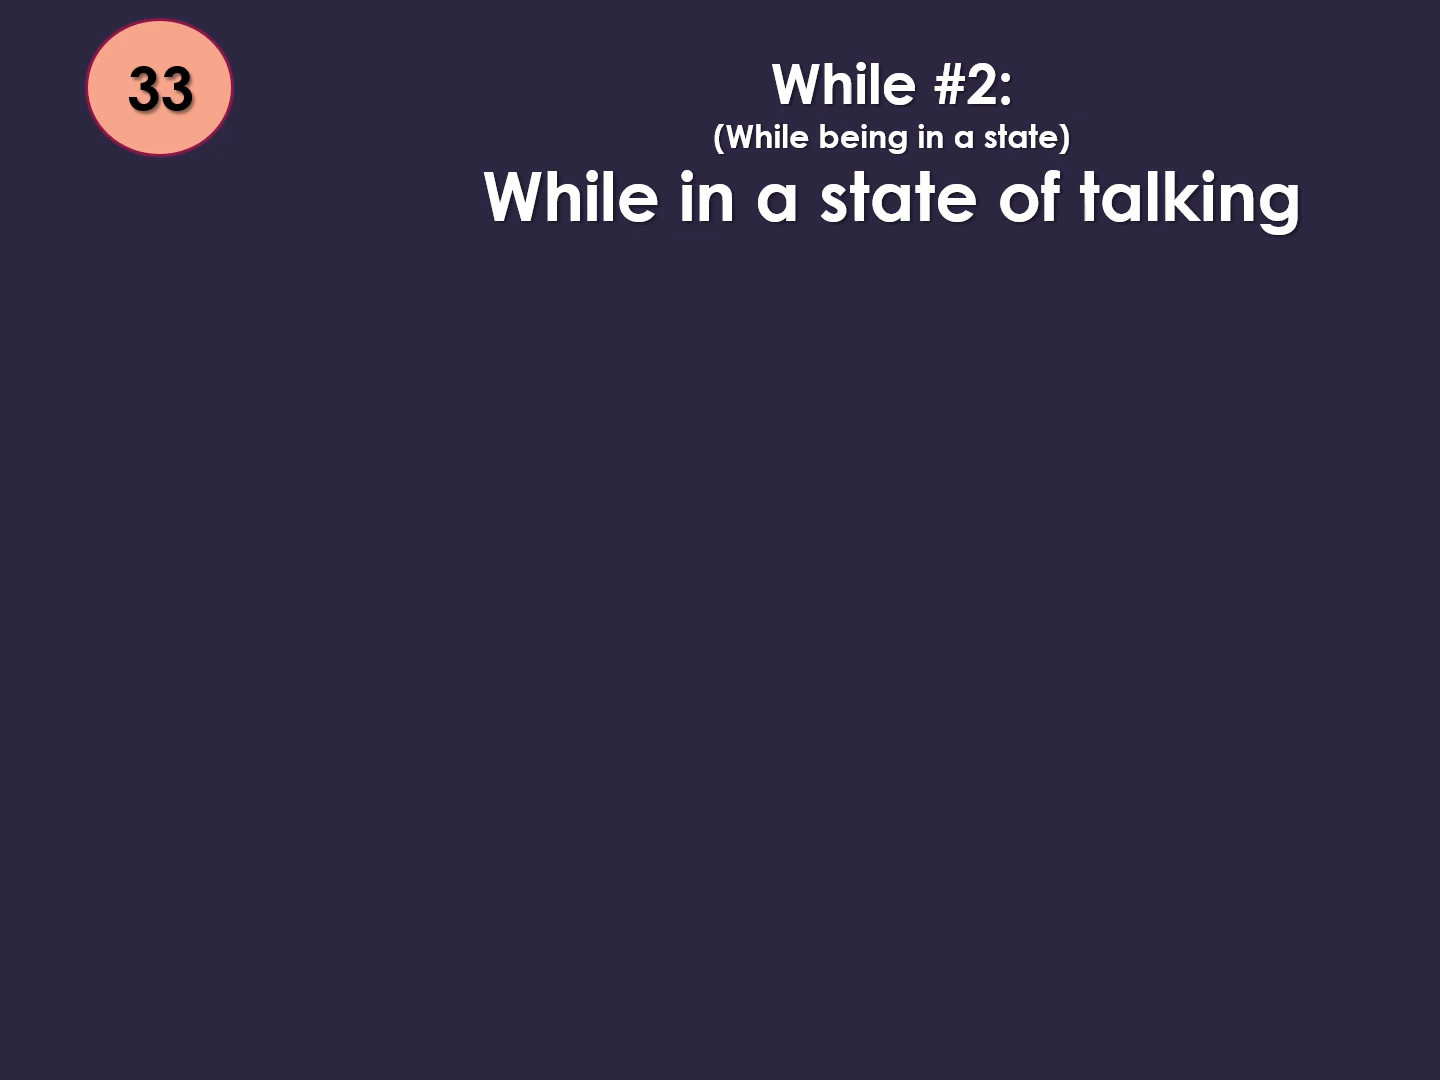 33
While #2:
(While being in a state)
While in a state of talking